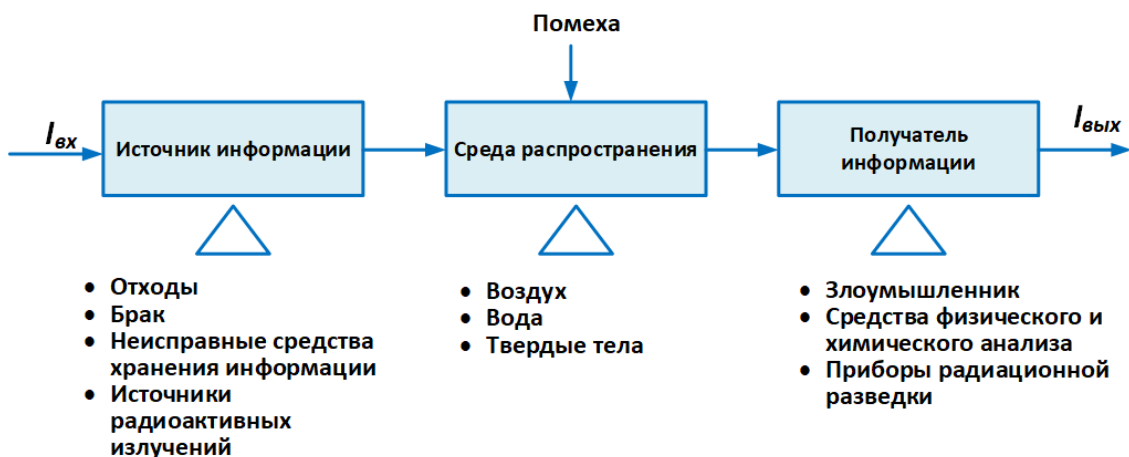 Помеха
Iвх
Источник информации
Среда распространения
Получатель
информации
Iвых
• Отходы
• Брак
• Неисправные средства
хранения информации
• Источники
радиоактивных
излучений
• Воздух
• Вода
• Твердые тела
• Злоумышленник
• Средства физического и
химического анализа
• Приборы радиационной
разведки